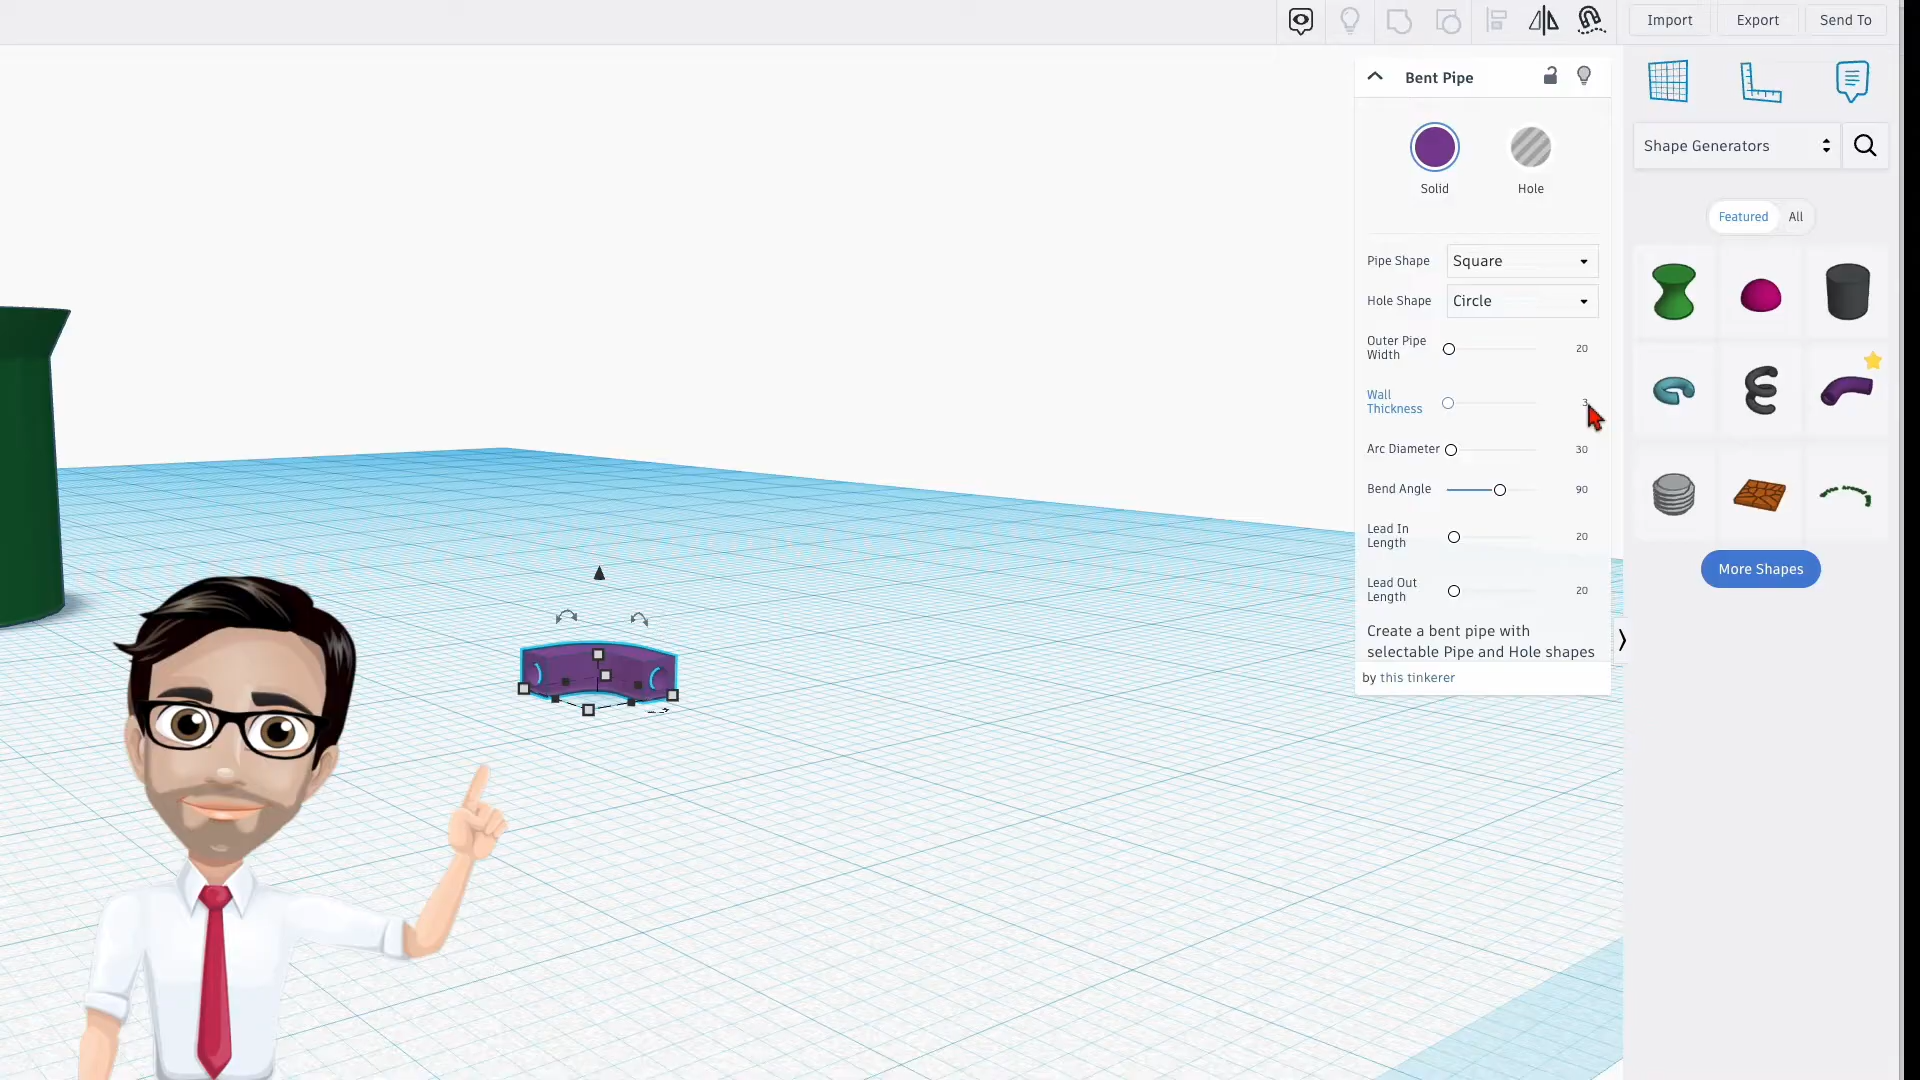 Import Export Send To
Bent Pipe
Solid Hole
Shape Generators
Featured All
Pipe Shape Square
Hole Shape Circle
Outer Pipe
Width 20
Wall
Thickness 3
Arc Diameter 30
Bend Angle 90
Lead In
Length 20
Lead Out
Length 20
Create a bent pipe with
selectable Pipe and Hole shapes
by this tinkerer
More Shapes